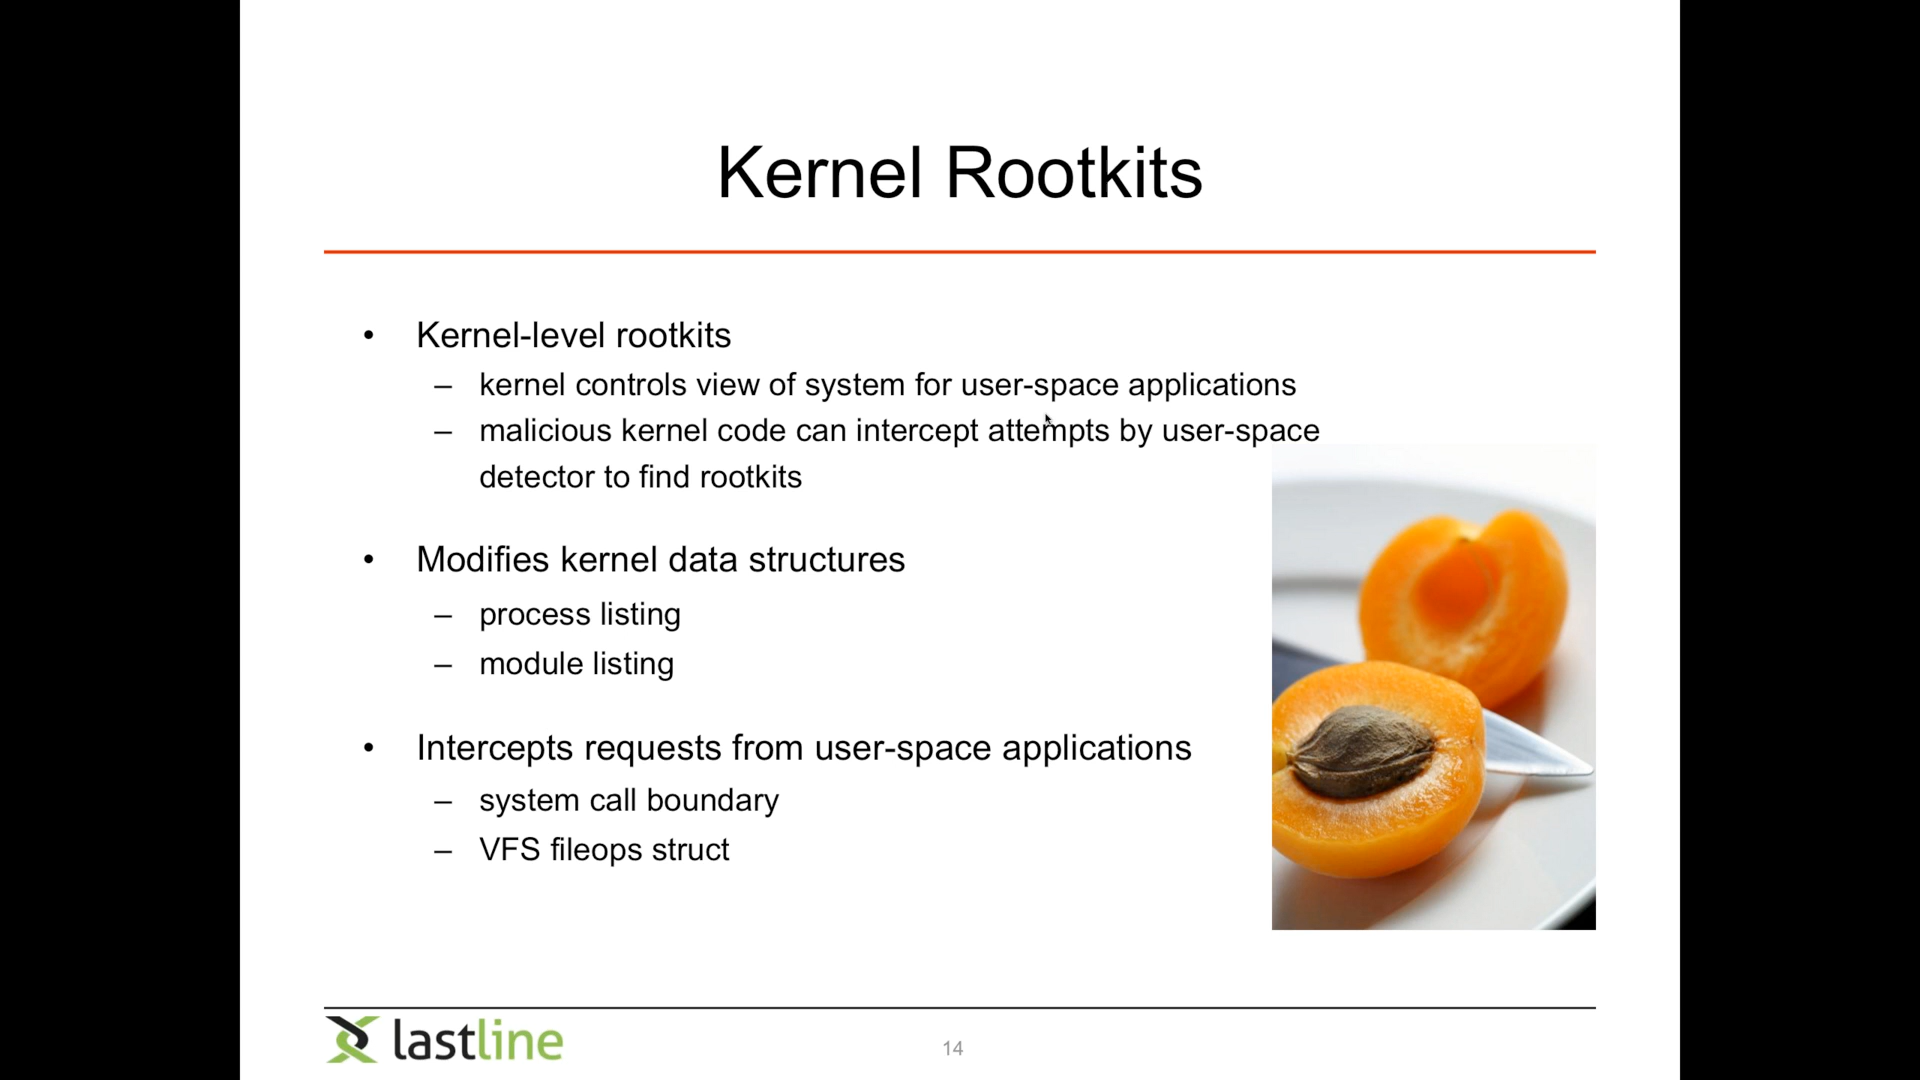 Kernel Rootkits
• Kernel-level rootkits
– kernel controls view of system for user-space applications
– malicious kernel code can intercept attempts by user-space
detector to find rootkits
• Modifies kernel data structures
– process listing
– module listing
• Intercepts requests from user-space applications
– system call boundary
– VFS fileops struct
lastline
14